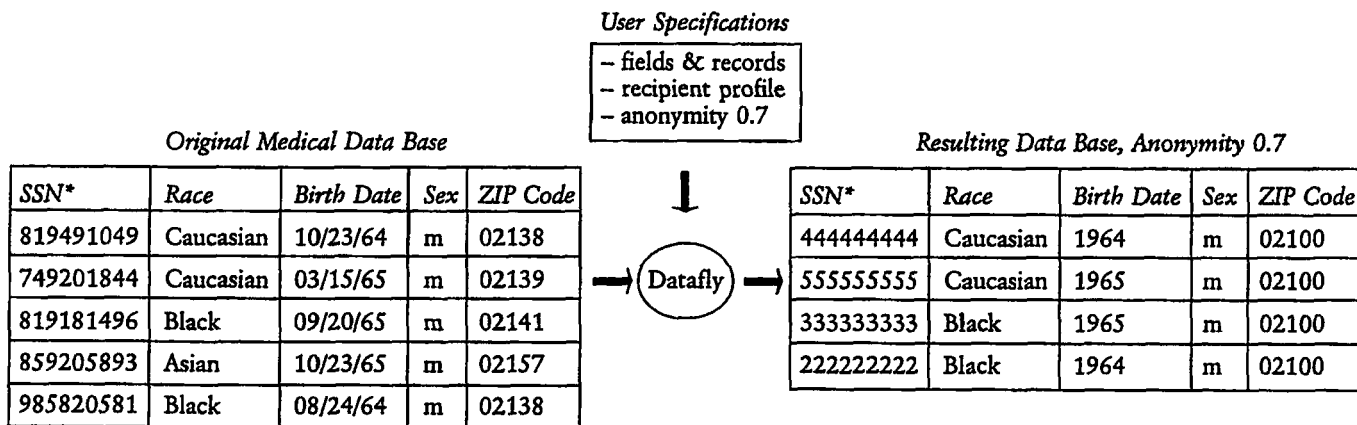 User Specifications
– fields & records
– recipient profile
– anonymity 0.7
Original Medical Data Base
SSN* Race Birth Date Sex ZIP Code
819491049 Caucasian 10/23/64 m 02138
749201844 Caucasian 03/15/65 m 02139
819181496 Black 09/20/65 m 02141
859205893 Asian 10/23/65 m 02157
985820581 Black 08/24/64 m 02138
Datafly
Resulting Data Base, Anonymity 0.7
SSN* Race Birth Date Sex ZIP Code
444444444 Caucasian 1964 m 02100
555555555 Caucasian 1965 m 02100
333333333 Black 1965 m 02100
222222222 Black 1964 m 02100